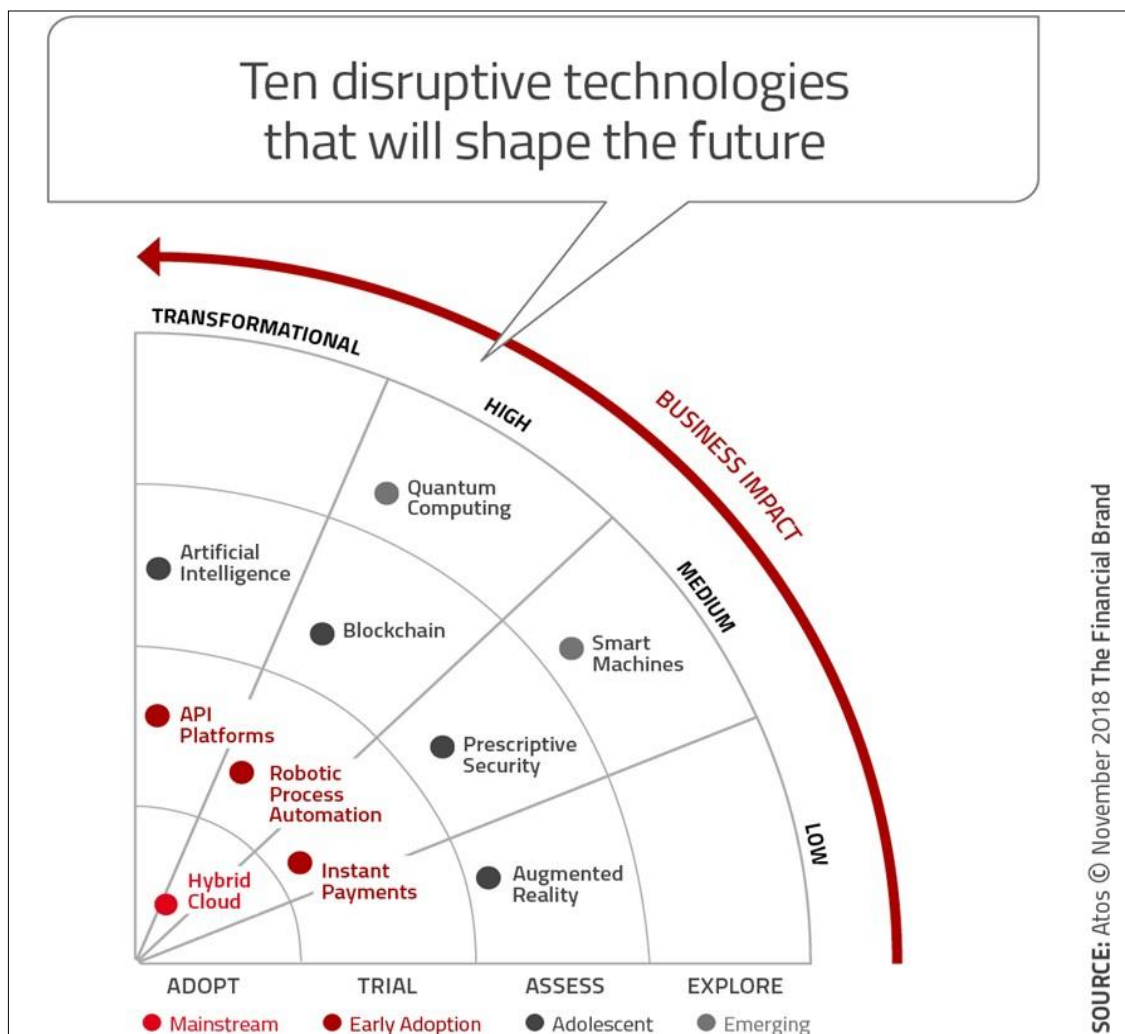 Ten disruptive technologies
that will shape the future
TRANSFORMATIONAL
HIGH
MEDIUM
LOW
BUSINESS IMPACT
Quantum
Computing
Artificial
Intelligence
Blockchain
Smart
Machines
API
Platforms
Prescriptive
Security
Robotic
Process
Automation
Instant
Payments
Augmented
Reality
Hybrid
Cloud
ADOPT
TRIAL
ASSESS
EXPLORE
Mainstream
Early Adoption
Adolescent
Emerging
SOURCE: Atos © November 2018 The Financial Brand